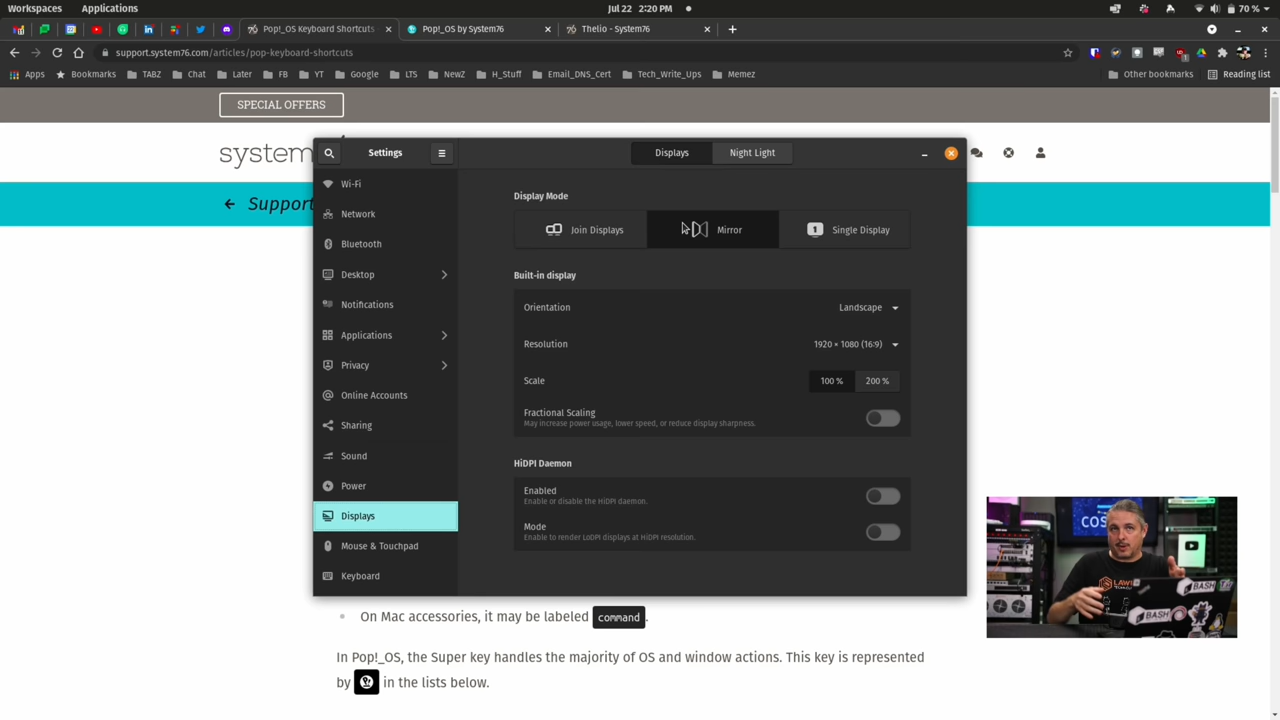 Workspaces Applications Jul 22 2:20 PM 70 %
Pop!_OS Keyboard Shortcuts Pop!_OS by System76 Thelio - System76
support.system76.com/articles/pop-keyboard-shortcuts
Apps Bookmarks TABZ Chat Later FB YT Google LTS NewZ H_Stuff Email_DNS_Cert Tech_Write_Ups Memez Other bookmarks Reading list
SPECIAL OFFERS
system
Support
Settings
Displays Night Light
Wi-Fi
Network
Bluetooth
Desktop
Notifications
Applications
Privacy
Online Accounts
Sharing
Sound
Power
Displays
Mouse & Touchpad
Keyboard
Display Mode
Join Displays Mirror 1 Single Display
Built-in display
Orientation Landscape
Resolution 1920 × 1080 (16:9)
Scale 100 % 200 %
Fractional Scaling
May increase power usage, lower speed, or reduce display sharpness.
HiDPI Daemon
Enabled
Enable or disable the HiDPI daemon.
Mode
Enable to render LoDPI displays at HiDPI resolution.
COS
LAW
BASH
BASH
BASH
On Mac accessories, it may be labeled command.
In Pop!_OS, the Super key handles the majority of OS and window actions. This key is represented
by in the lists below.